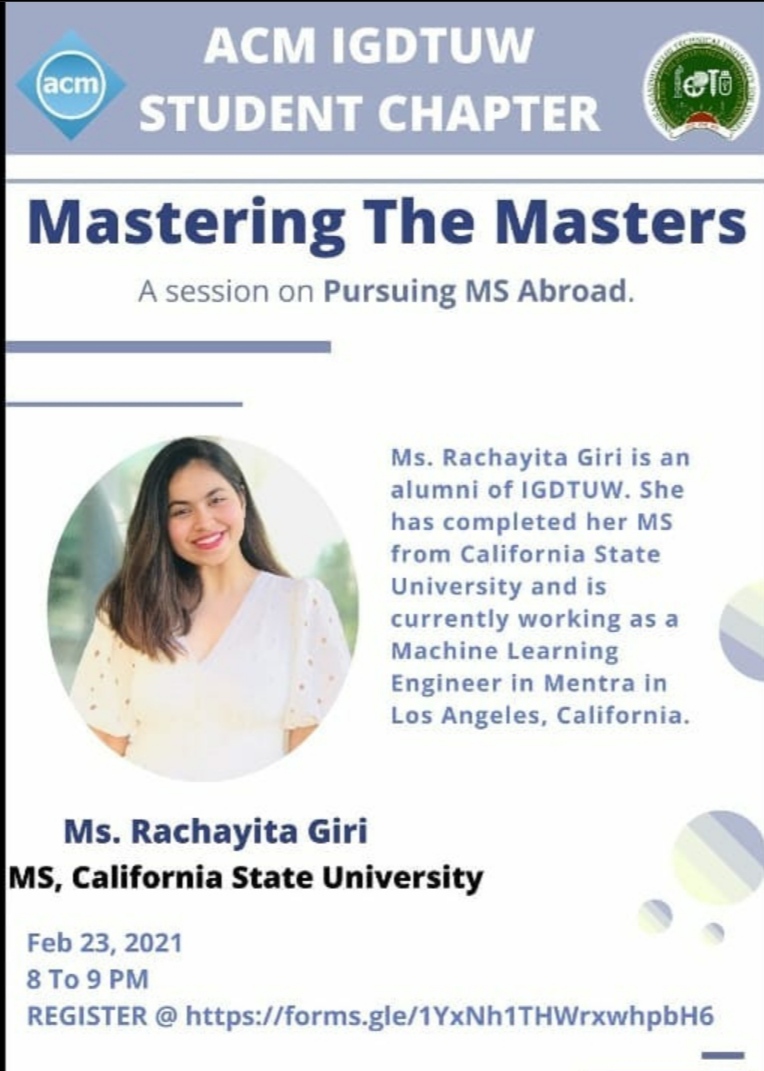 ACM IGDTUW
STUDENT CHAPTER
acm
Mastering The Masters
A session on Pursuing MS Abroad.
Ms. Rachayita Giri is an
alumni of IGDTUW. She
has completed her MS
from California State
University and is
currently working as a
Machine Learning
Engineer in Mentra in
Los Angeles, California.
Ms. Rachayita Giri
MS, California State University
Feb 23, 2021
8 To 9 PM
REGISTER @ https://forms.gle/1YxNh1THWrxwhpbH6